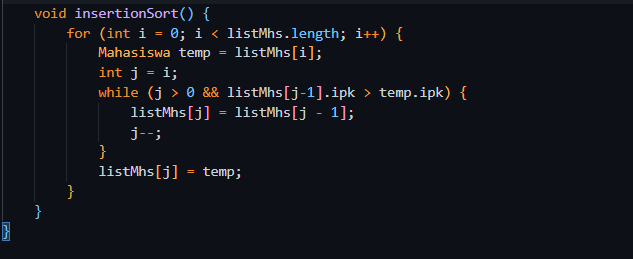 void insertionSort() {
for (int i = 0; i < listMhs.length; i++) {
Mahasiswa temp = listMhs[i];
int j = i;
while (j > 0 && listMhs[j-1].ipk > temp.ipk) {
listMhs[j] = listMhs[j - 1];
j--;
}
listMhs[j] = temp;
}
}
}